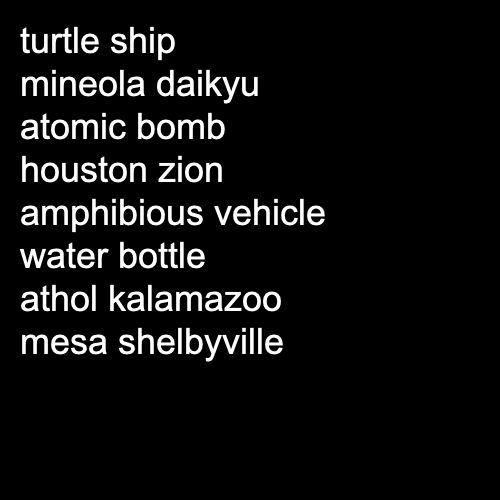 turtle ship
mineola daikyu
atomic bomb
houston zion
amphibious vehicle
water bottle
athol kalamazoo
mesa shelbyville